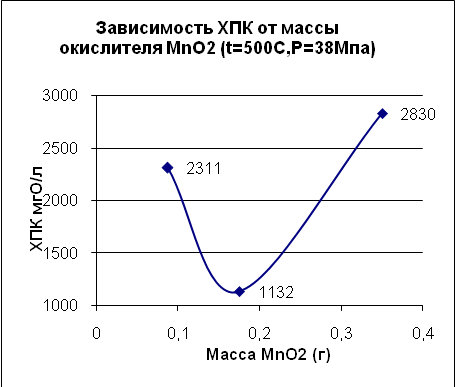 Зависимость ХПК от массы
окислителя MnO2 (t=500C,P=38Мпа)
ХПК мгО/л
3000
2500
2000
1500
1000
2311
1132
2830
0 0,1 0,2 0,3 0,4
Масса MnO2 (г)